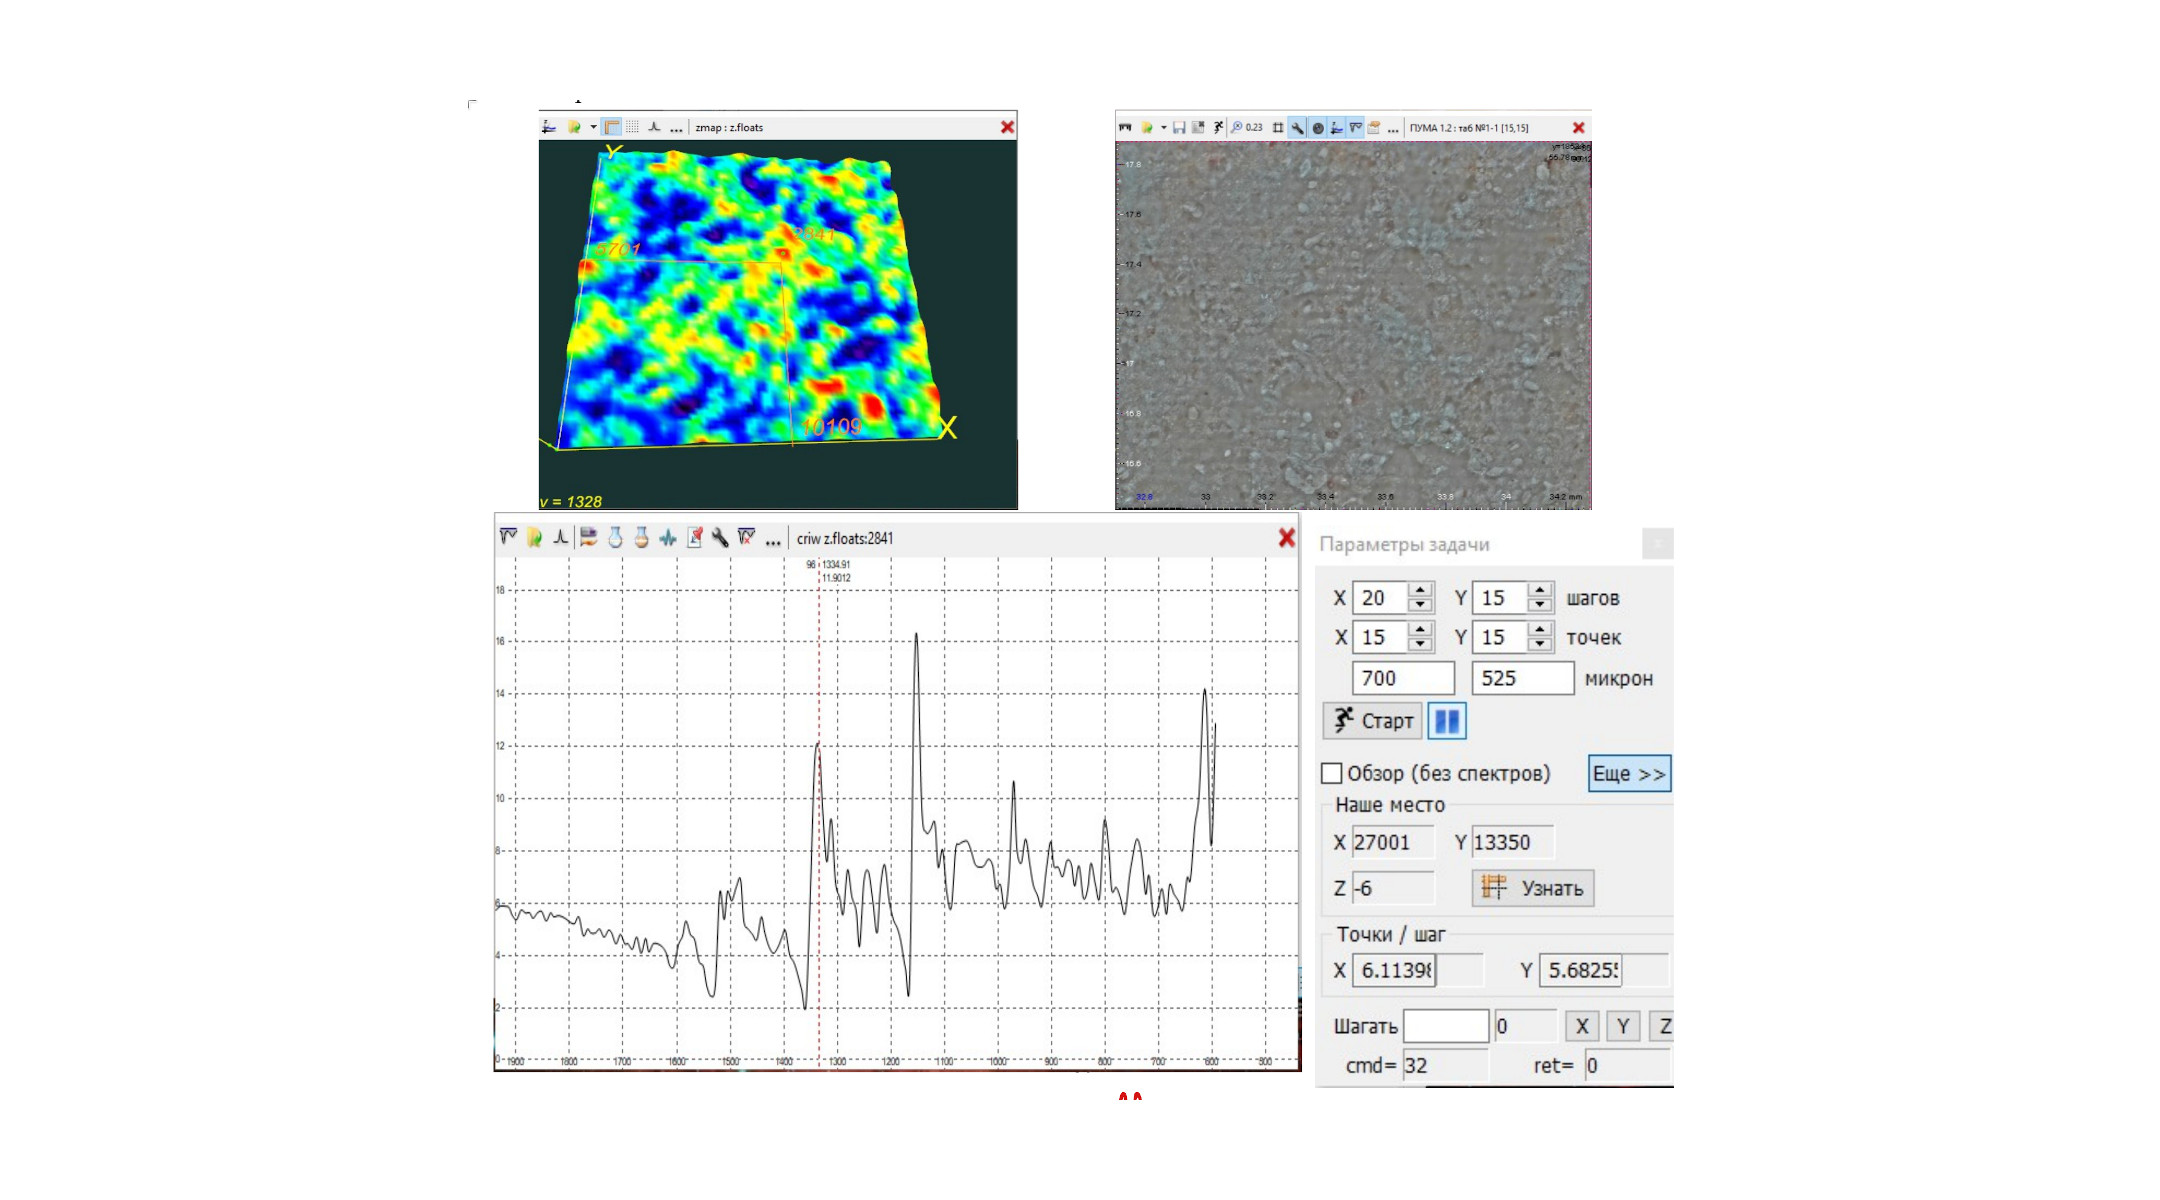 zmap : z.floats
Y
5701
2841
10109
X
v = 1328
0.23
ПУМА 1.2 : таб №1-1 [15,15]
17.8
17.6
17.4
17.2
17
16.8
16.6
32.8 33 33.2 33.4 33.6 33.8 34 34.2 mm
criw z.floats:2841
96 1334.91
11.9012
18
16
14
12
10
8
6
4
2
0
1900 1800 1700 1600 1500 1400 1300 1200 1100 1000 900 800 700 600 500
Параметры задачи
X 20 Y 15 шагов
X 15 Y 15 точек
700 525 микрон
Старт
Обзор (без спектров) Еще >>
Наше место
X 27001 Y 13350
Z -6 Узнать
Точки / шаг
X 6.1139 Y 5.6825
Шагать 0 X Y Z
cmd= 32 ret= 0